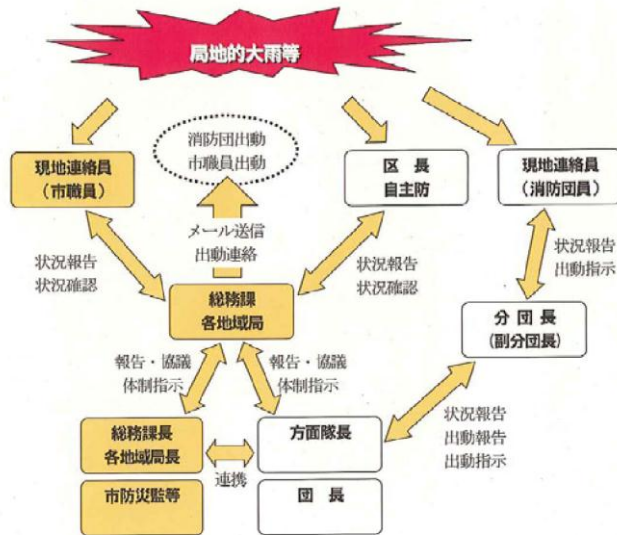 局地的大雨等
消防団出動
市職員出動
現地連絡員
(市職員)
区長
自主防
現地連絡員
(消防団員)
メール送信
出動連絡
状況報告
状況確認
状況報告
状況確認
状況報告
出動指示
総務課
各地域局
分団長
(副分団長)
報告・協議
体制指示
報告・協議
体制指示
総務課長
各地域局長
方面隊長
状況報告
出動報告
出動指示
連携
市防災監等
団長